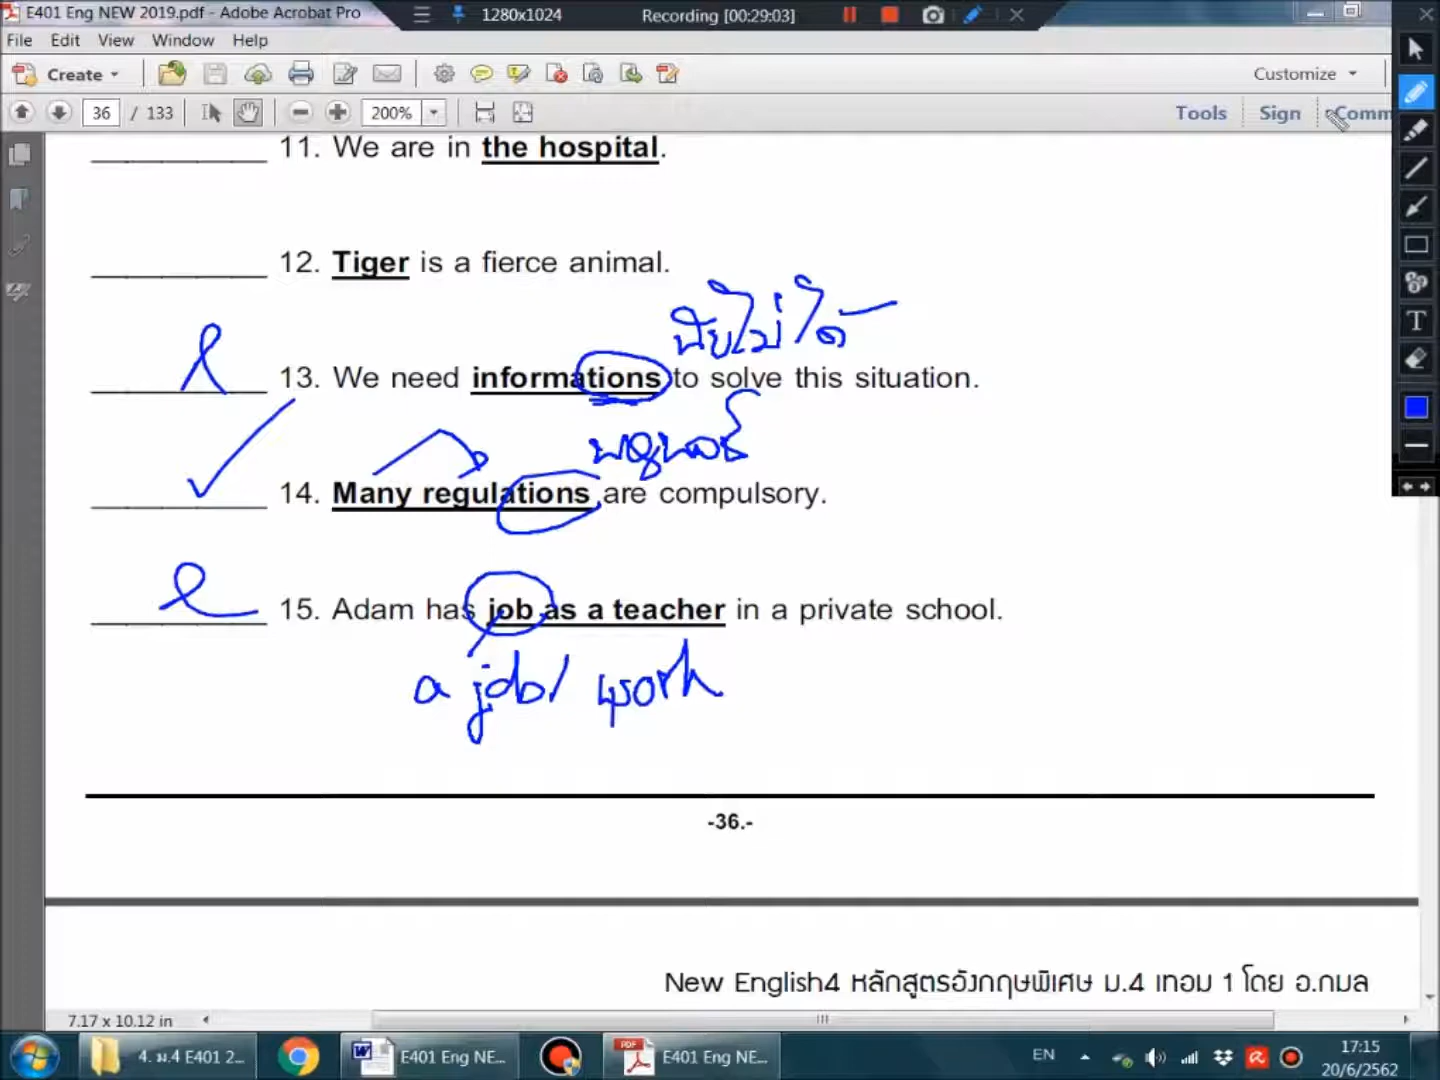 E401 Eng NEW 2019.pdf - Adobe Acrobat Pro
1280x1024
Recording [00:29:03]
File Edit View Window Help
Create
Customize
36 / 133
200%
Tools
Sign
Comm
11. We are in the hospital.
12. Tiger is a fierce animal.
นับไม่ได้
13. We need informations to solve this situation.
14. Many regulations are compulsory.
15. Adam has job as a teacher in a private school.
a job/ work
-36.-
New English4 หลักสูตรอังกฤษพิเศษ ม.4 เทอม 1 โดย อ.กมล
7.17 x 10.12 in
4. ม.4 E401 2...
E401 Eng NE...
E401 Eng NE...
EN
17:15
20/6/2562